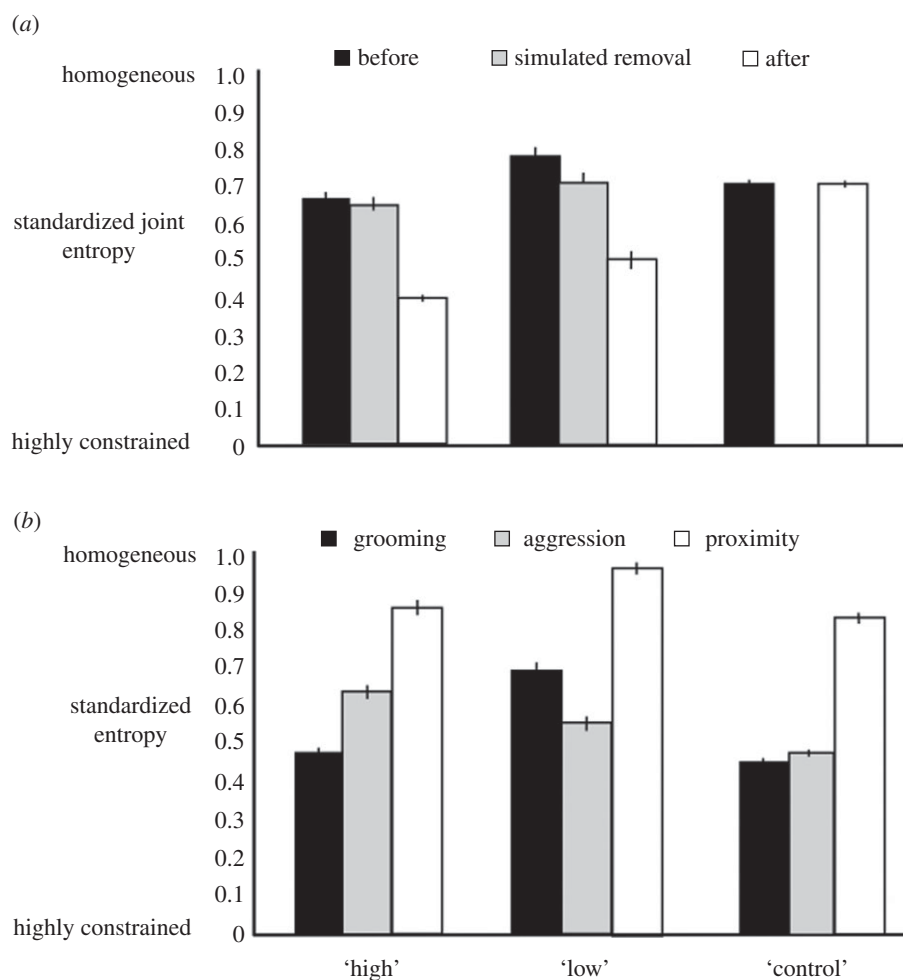 (a)
before simulated removal after
homogeneous 1.0
0.9
0.8
0.7
standardized joint
entropy
0.6
0.5
0.4
0.3
0.2
0.1
highly constrained 0
(b)
grooming aggression proximity
homogeneous 1.0
0.9
0.8
0.7
standardized
entropy
0.6
0.5
0.4
0.3
0.2
0.1
highly constrained 0
'high' 'low' 'control'